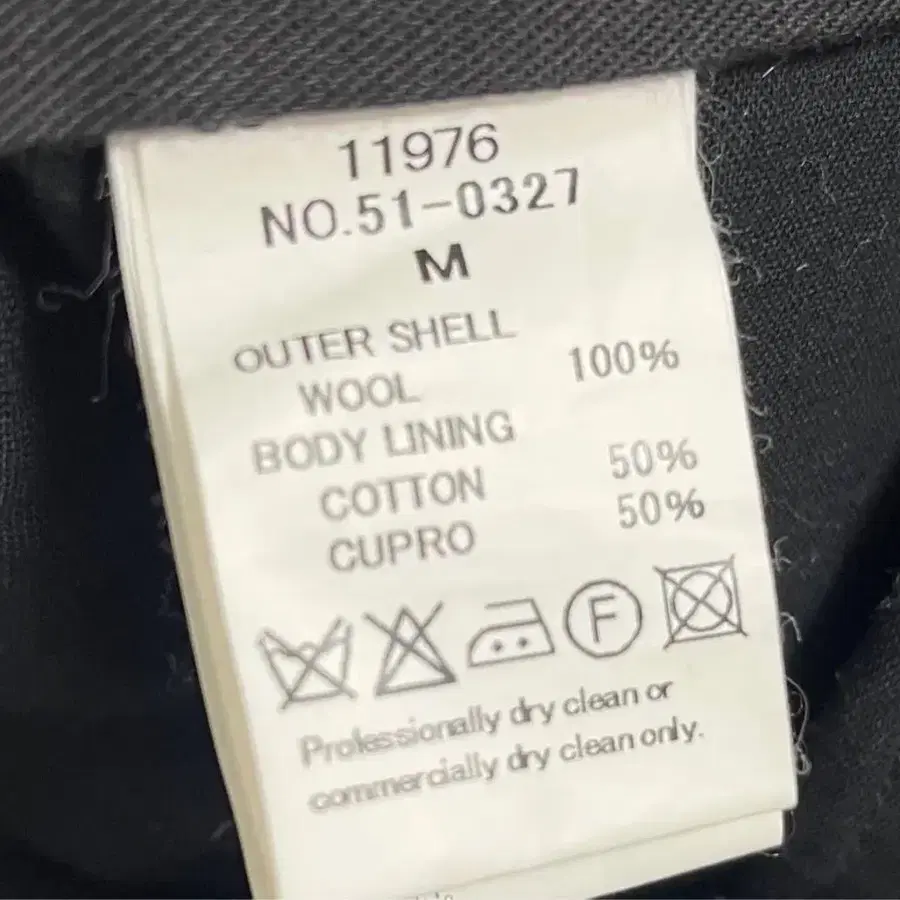 11976
NO.51-0327
M
OUTER SHELL
WOOL 100%
BODY LINING
COTTON 50%
CUPRO 50%
F
Professionally dry clean or
commercially dry clean only.